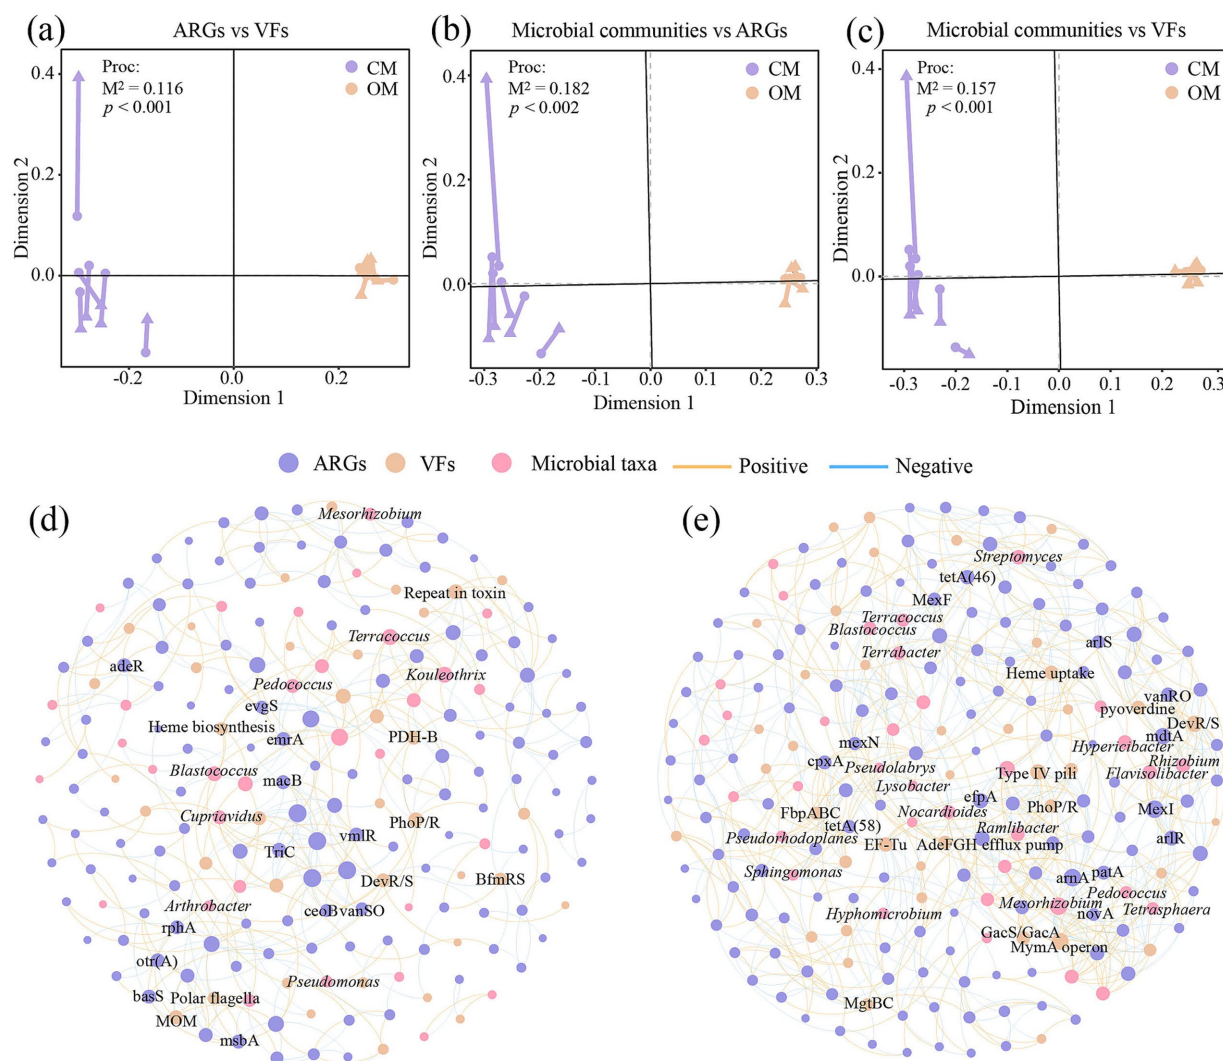 (a)
ARGs vs VFs
Proc:
M² = 0.116
p < 0.001
CM
OM
0.4
0.2
0.0
Dimension 2
-0.2
0.0
0.2
Dimension 1
(b)
Microbial communities vs ARGs
Proc:
M² = 0.182
p < 0.002
CM
OM
0.4
0.2
0.0
Dimension 2
-0.3 -0.2 -0.1 0.0 0.1 0.2 0.3
Dimension 1
(c)
Microbial communities vs VFs
Proc:
M² = 0.157
p < 0.001
CM
OM
0.4
0.2
0.0
Dimension 2
-0.3 -0.2 -0.1 0.0 0.1 0.2 0.3
Dimension 1
ARGs VFs Microbial taxa Positive Negative
(d)
Mesorhizobium
Repeat in toxin
Terracoccus
adeR
Kouleothrix
Pedococcus
evgS
Heme biosynthesis
emrA
PDH-B
Blastococcus
macB
Cupriavidus
PhoP/R
vmlR
TriC
DevR/S
BfmRS
Arthrobacter
ceoB
vanSO
rphA
otr(A)
Pseudomonas
basS
Polar flagella
MOM
msbA
(e)
Streptomyces
tetA(46)
MexF
Terracoccus
Blastococcus
arlS
Terrabacter
Heme uptake
vanRO
pyoverdine
DevR/S
mdtA
mexN
Hypericibacter
cpxA
Rhizobium
Pseudolabrys
Type IV pili
Flavisolibacter
Lysobacter
efpA
FbpABC
Nocardioides
PhoP/R
MexI
tetA(58)
Ramlibacter
Pseudorhodoplanes
EF-Tu
AdeFGH efflux pump
arlR
Sphingomonas
arnA
patA
Pedococcus
Mesorhizobium
Hyphomicrobium
novA
Tetrasphaera
GacS/GacA
MymA operon
MgtBC